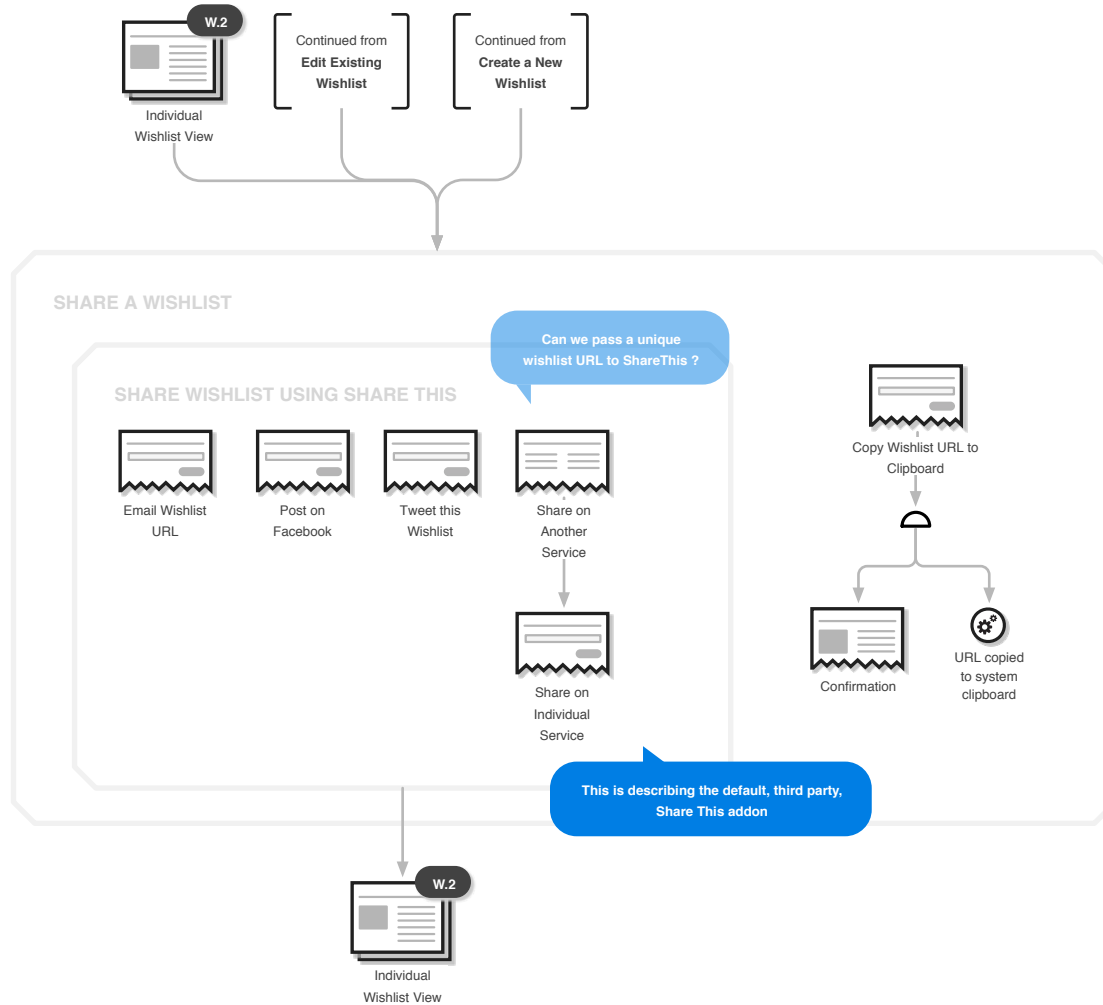 W.2
Individual
Wishlist View
Continued from
Edit Existing
Wishlist
Continued from
Create a New
Wishlist
SHARE A WISHLIST
Can we pass a unique
wishlist URL to ShareThis ?
SHARE WISHLIST USING SHARE THIS
Email Wishlist
URL
Post on
Facebook
Tweet this
Wishlist
Share on
Another
Service
Share on
Individual
Service
Copy Wishlist URL to
Clipboard
Confirmation
URL copied
to system
clipboard
This is describing the default, third party,
Share This addon
W.2
Individual
Wishlist View